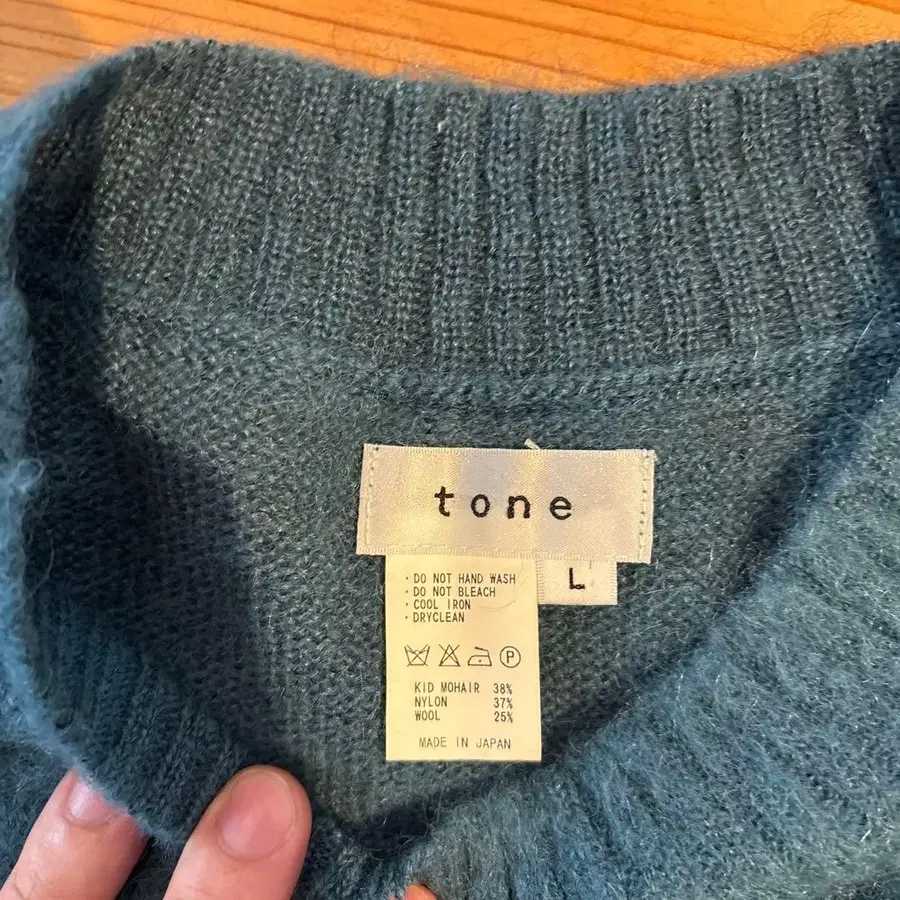 tone
L
· DO NOT HAND WASH
· DO NOT BLEACH
· COOL IRON
· DRYCLEAN
P
KID MOHAIR 38%
NYLON 37%
WOOL 25%
MADE IN JAPAN